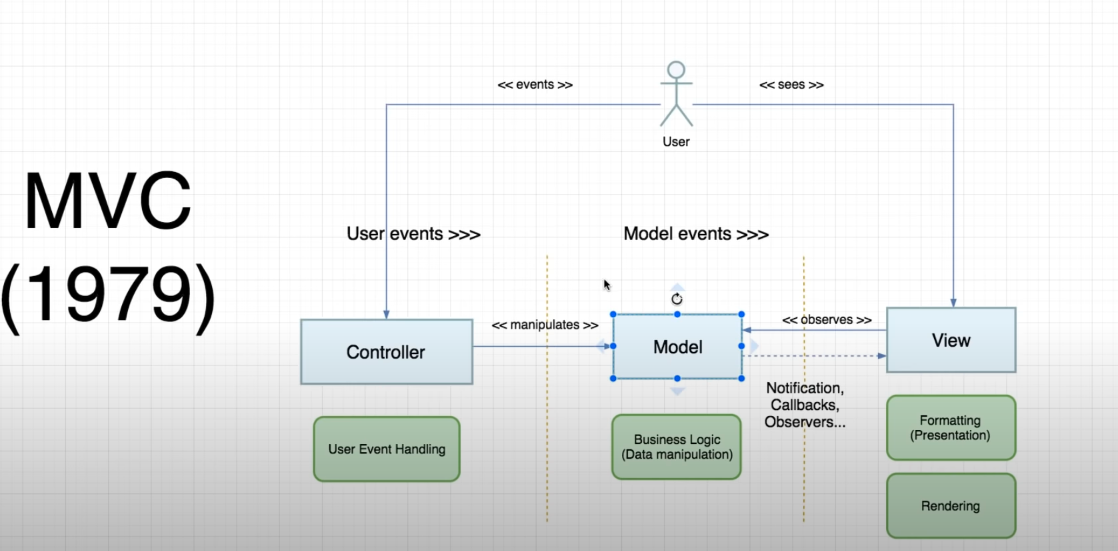 << events >>
<< sees >>
User
MVC
(1979)
User events >>>
Model events >>>
<< manipulates >>
<< observes >>
Controller
Model
View
Notification,
Callbacks,
Observers...
User Event Handling
Business Logic
(Data manipulation)
Formatting
(Presentation)
Rendering